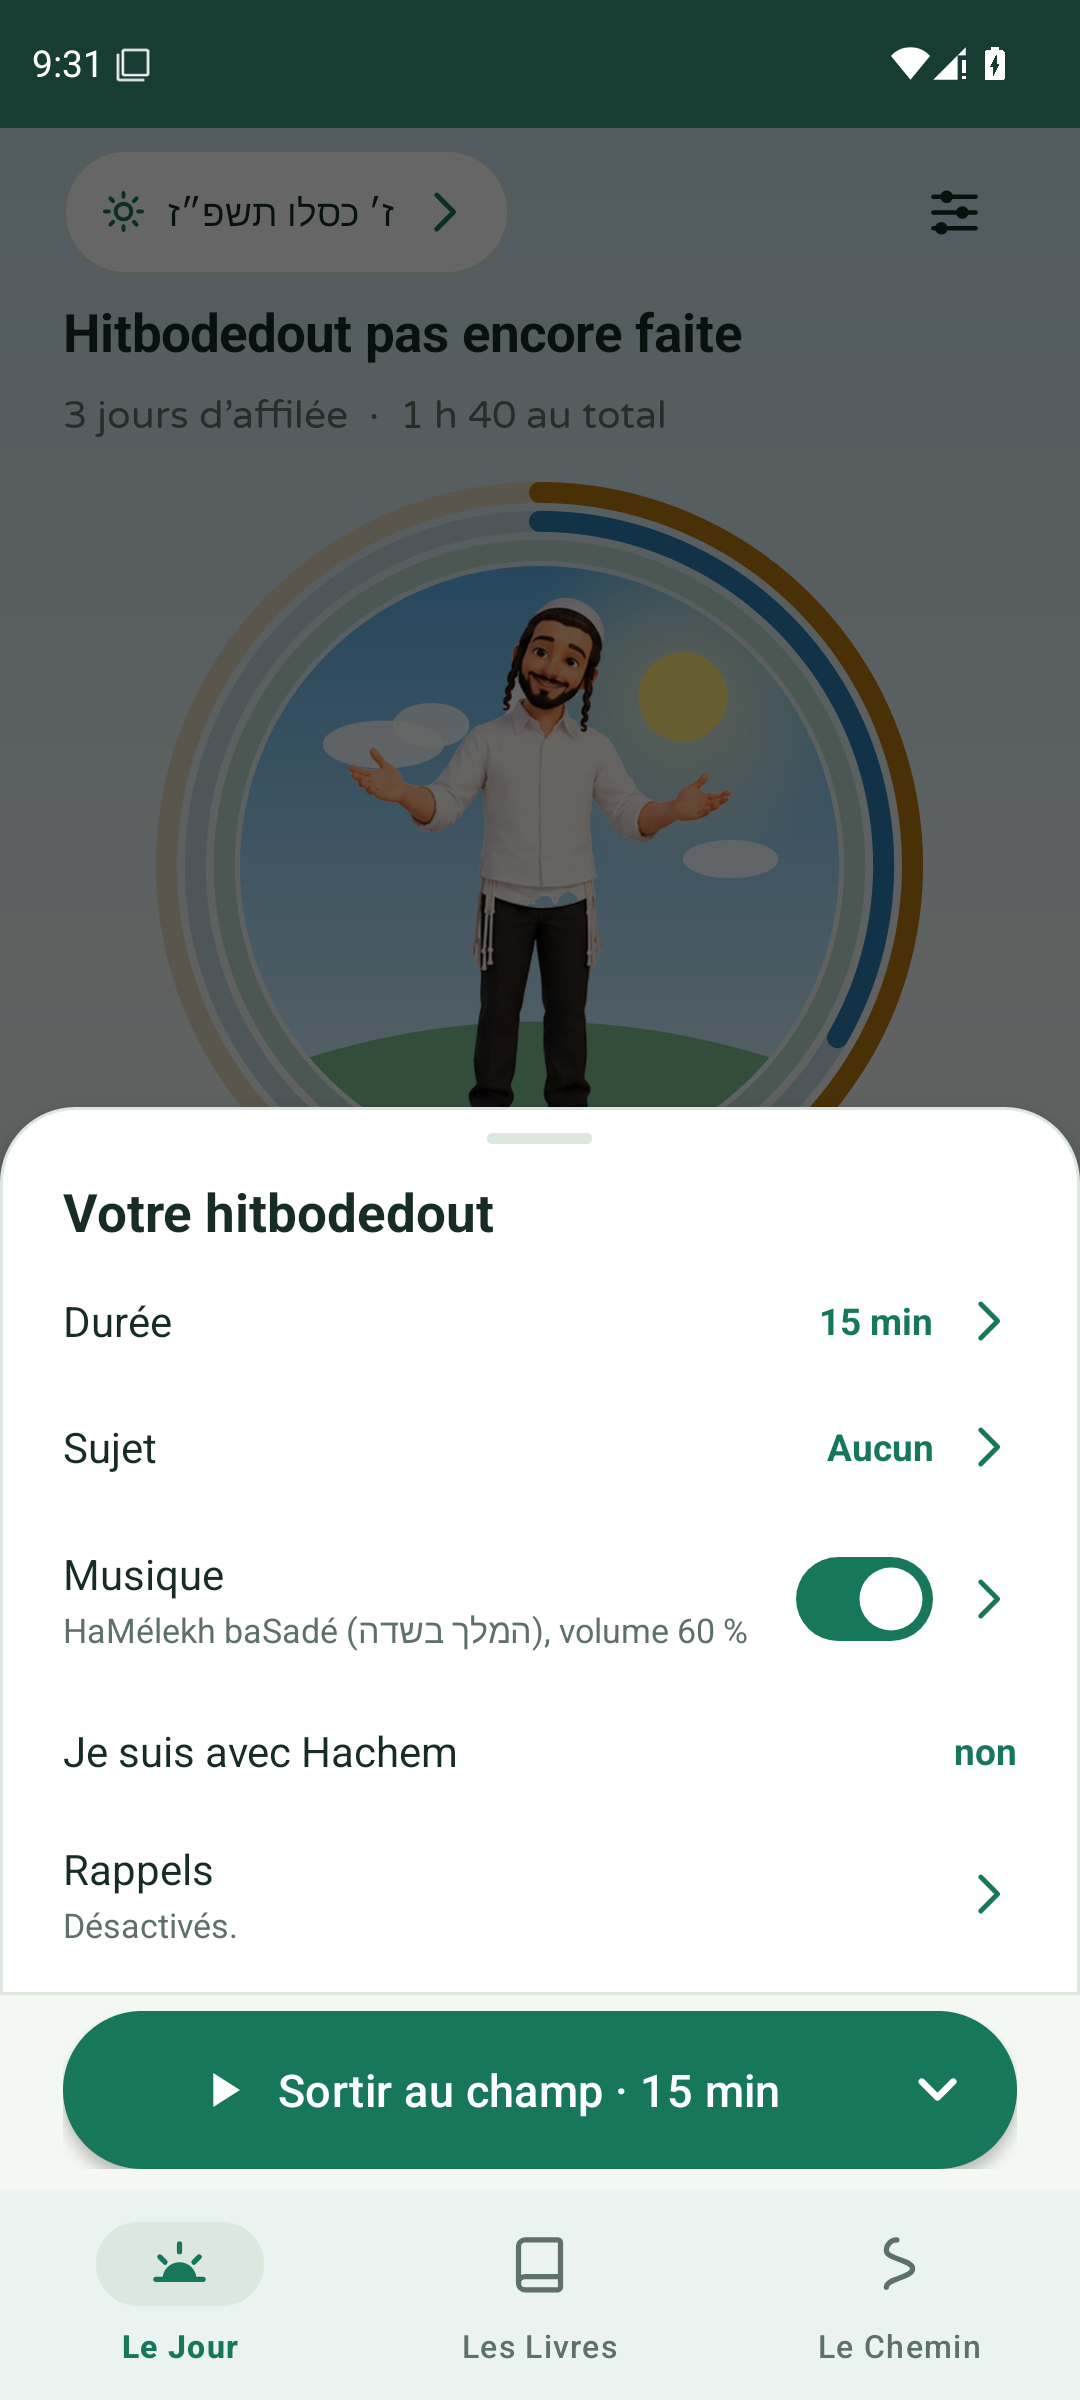 9:31
ז׳ כסלו תשפ״ז
Hitbodedout pas encore faite
3 jours d’affilée · 1 h 40 au total
Votre hitbodedout
Durée 15 min
Sujet Aucun
Musique
HaMélekh baSadé (המלך בשדה), volume 60 %
Je suis avec Hachem non
Rappels
Désactivés.
Sortir au champ · 15 min
Le Jour Les Livres Le Chemin